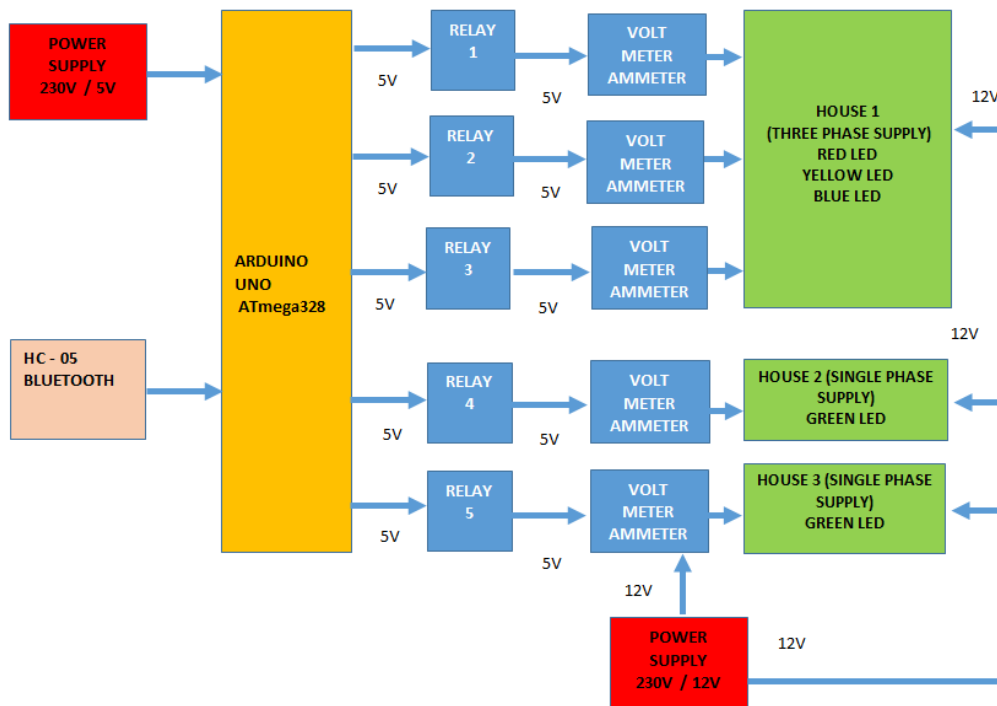 POWER
SUPPLY
230V / 5V
HC - 05
BLUETOOTH
ARDUINO
UNO
ATmega328
5V
RELAY
1
5V
VOLT
METER
AMMETER
5V
RELAY
2
5V
VOLT
METER
AMMETER
5V
RELAY
3
5V
VOLT
METER
AMMETER
HOUSE 1
(THREE PHASE SUPPLY)
RED LED
YELLOW LED
BLUE LED
12V
12V
5V
RELAY
4
5V
VOLT
METER
AMMETER
HOUSE 2 (SINGLE PHASE
SUPPLY)
GREEN LED
5V
RELAY
5
5V
VOLT
METER
AMMETER
HOUSE 3 (SINGLE PHASE
SUPPLY)
GREEN LED
12V
POWER
SUPPLY
230V / 12V
12V